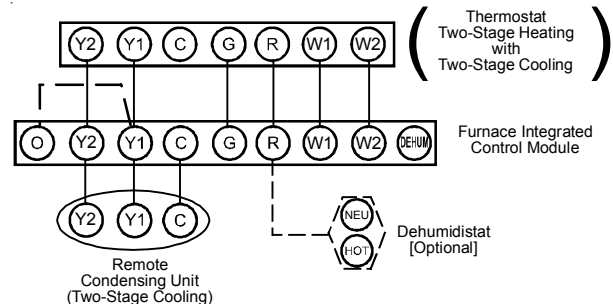 Y2 Y1 C G R W1 W2
Thermostat
Two-Stage Heating
with
Two-Stage Cooling
O Y2 Y1 C G R W1 W2 DEHUM
Furnace Integrated
Control Module
Y2 Y1 C
NEU
HOT
Dehumidistat
[Optional]
Remote
Condensing Unit
(Two-Stage Cooling)